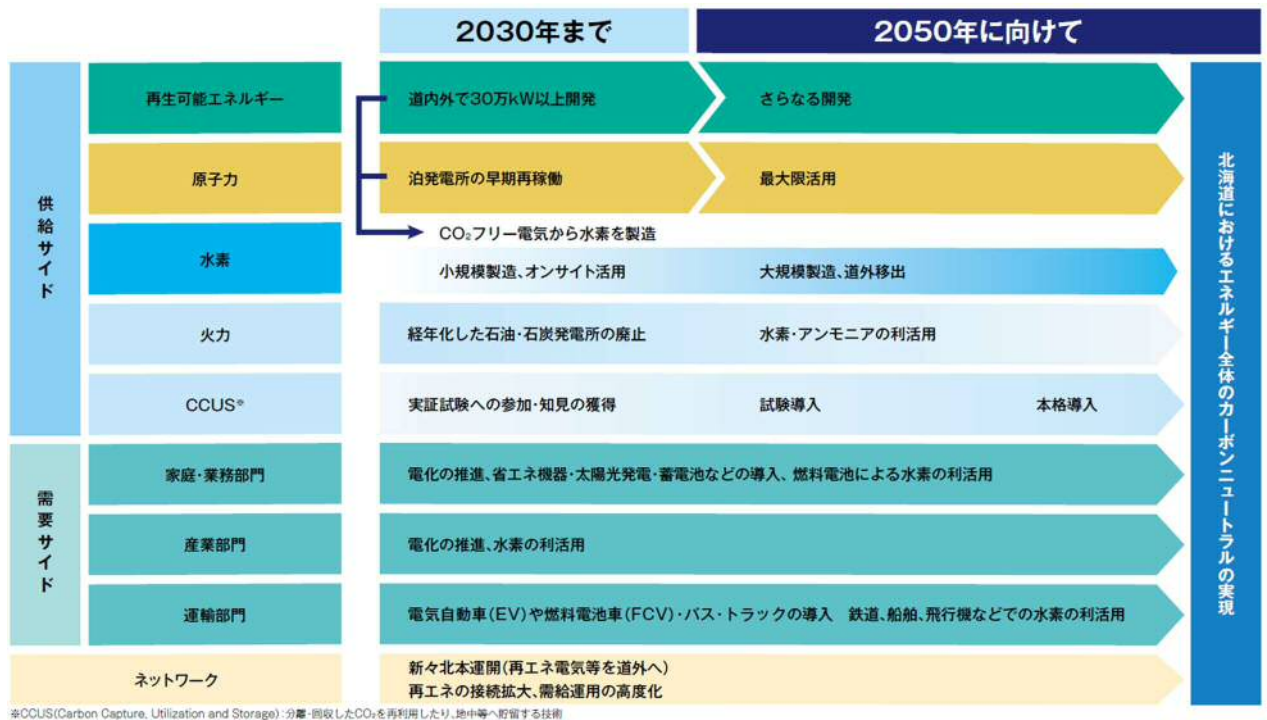 2030年まで
2050年に向けて
供給サイド
再生可能エネルギー
道内外で30万kW以上開発
さらなる開発
原子力
泊発電所の早期再稼働
最大限活用
水素
CO₂フリー電気から水素を製造
小規模製造、オンサイト活用
大規模製造、道外移出
火力
経年化した石油・石炭発電所の廃止
水素・アンモニアの利活用
CCUS※
実証試験への参加・知見の獲得
試験導入
本格導入
需要サイド
家庭・業務部門
電化の推進、省エネ機器・太陽光発電・蓄電池などの導入、燃料電池による水素の利活用
産業部門
電化の推進、水素の利活用
運輸部門
電気自動車(EV)や燃料電池車(FCV)・バス・トラックの導入　鉄道、船舶、飛行機などでの水素の利活用
ネットワーク
新々北本運開(再エネ電気等を道外へ)
再エネの接続拡大、需給運用の高度化
北海道におけるエネルギー全体のカーボンニュートラルの実現
※CCUS(Carbon Capture, Utilization and Storage):分離・回収したCO₂を再利用したり、地中等へ貯留する技術